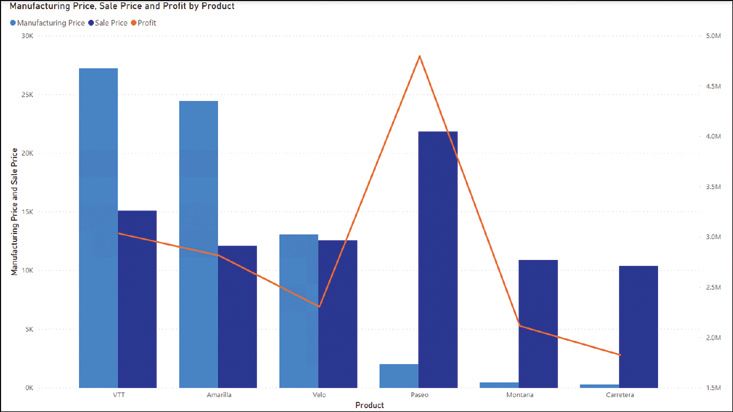 Manufacturing Price, Sale Price and Profit by Product
Manufacturing Price Sale Price Profit
30K
25K
20K
15K
10K
5K
0K
Manufacturing Price and Sale Price
5.0M
4.5M
4.0M
3.5M
3.0M
2.5M
2.0M
1.5M
VTT Amarilla Velo Paseo Montana Carretera
Product